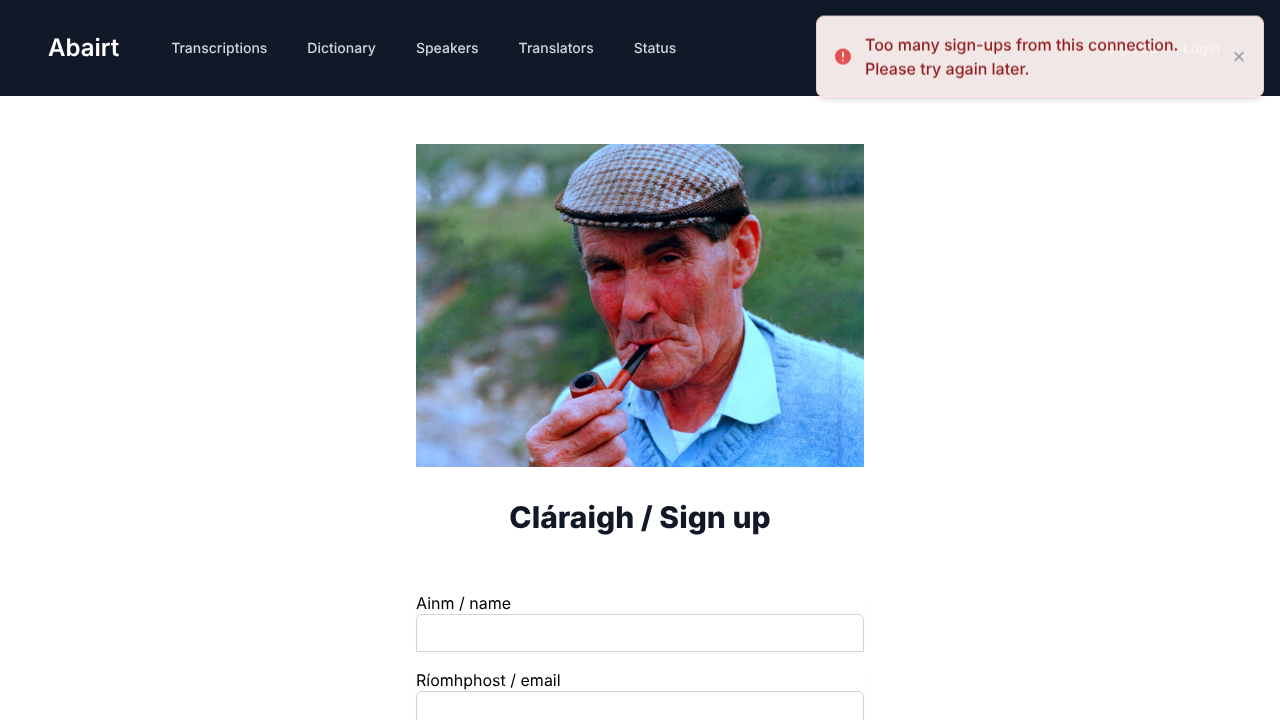 Abairt
Transcriptions
Dictionary
Speakers
Translators
Status
Login
Too many sign-ups from this connection.
Please try again later.
Cláraigh / Sign up
Ainm / name
Ríomhphost / email